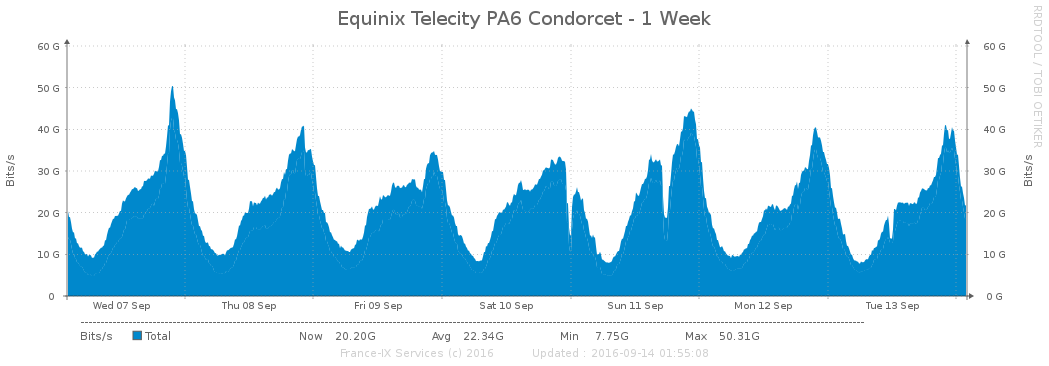 Equinix Telecity PA6 Condorcet - 1 Week
RRDTOOL / TOBI OETIKER
Bits/s
60 G
50 G
40 G
30 G
20 G
10 G
0
60 G
50 G
40 G
30 G
20 G
10 G
0 G
Bits/s
Wed 07 Sep Thu 08 Sep Fri 09 Sep Sat 10 Sep Sun 11 Sep Mon 12 Sep Tue 13 Sep
Bits/s Total Now 20.20G Avg 22.34G Min 7.75G Max 50.31G
France-IX Services (c) 2016 Updated : 2016-09-14 01:55:08